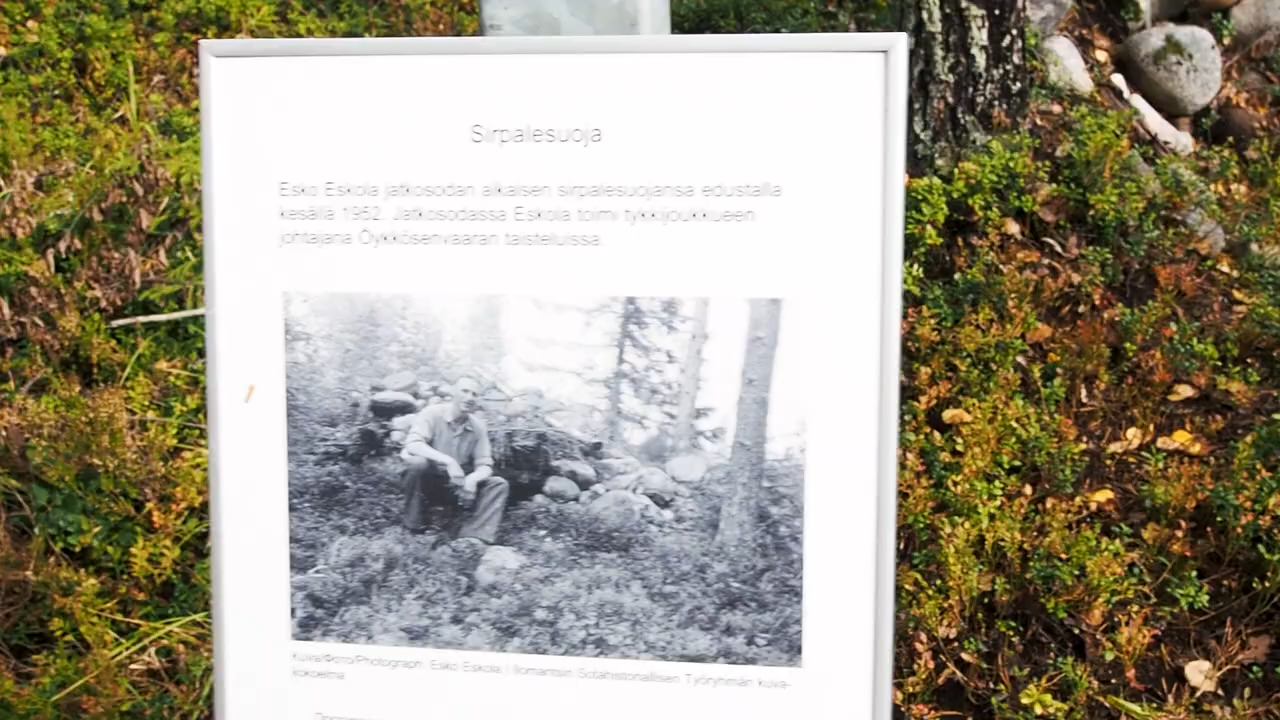 Sirpalesuoja
Esko Eskola jatkosodan aikaisen sirpalesuojansa edustalla
kesällä 1952. Jatkosodassa Eskola toimi tykkijoukkueen
johtajana Öykkösenvaaran taisteluissa.
Kuva/Фото/Photograph: Esko Eskola | Ilomantsin Sotahistoriallisen Työryhmän kuva-
kokoelma